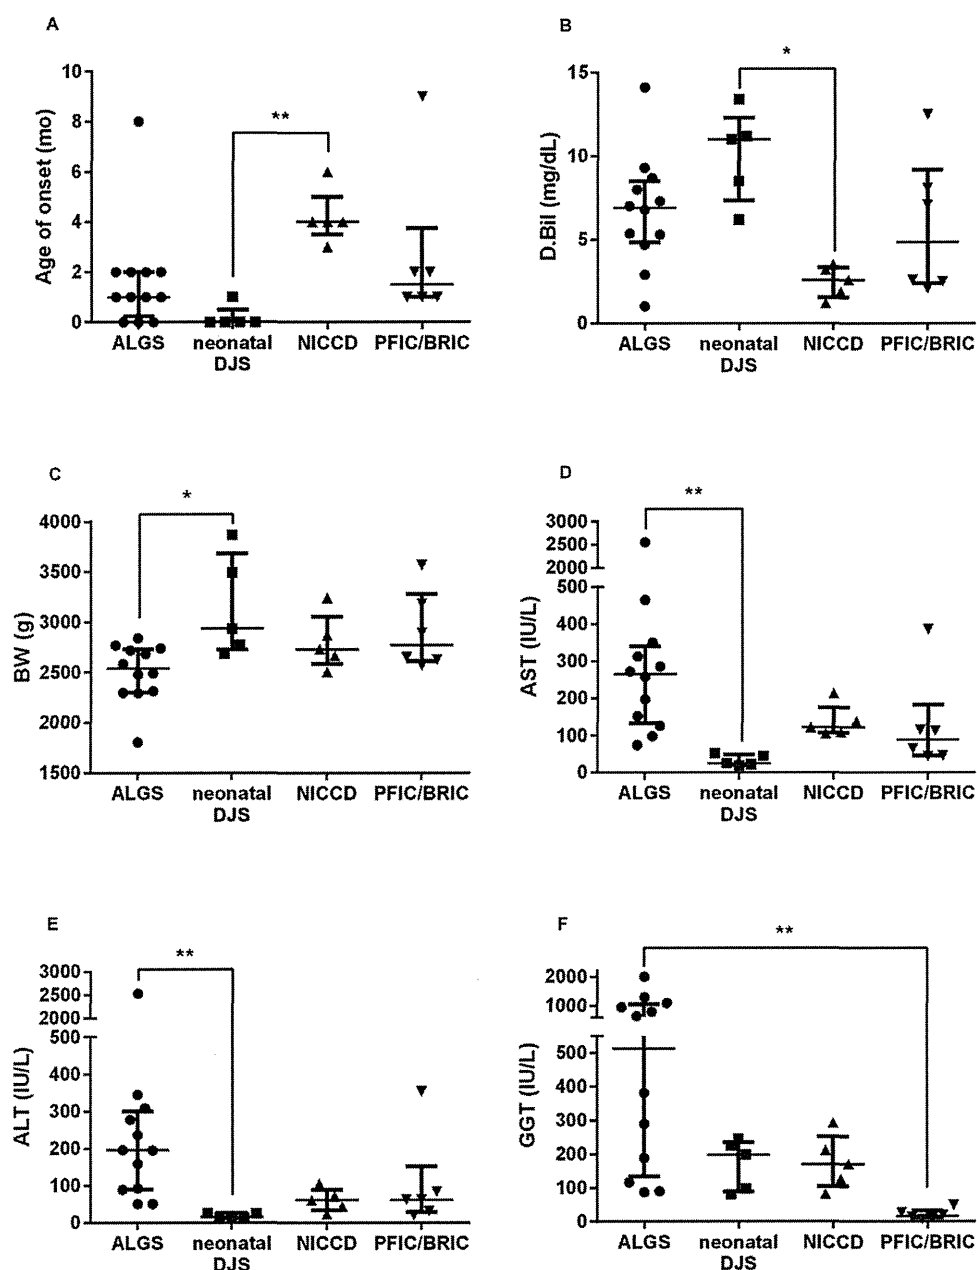 A
Age of onset (mo)
10
8
6
4
2
0
**
ALGS neonatal DJS NICCD PFIC/BRIC
B
D.Bil (mg/dL)
15
10
5
0
*
ALGS neonatal DJS NICCD PFIC/BRIC
C
BW (g)
4000
3500
3000
2500
2000
1500
*
ALGS neonatal DJS NICCD PFIC/BRIC
D
AST (IU/L)
3000
2500
2000
500
400
300
200
100
0
**
ALGS neonatal DJS NICCD PFIC/BRIC
E
ALT (IU/L)
3000
2500
2000
500
400
300
200
100
0
**
ALGS neonatal DJS NICCD PFIC/BRIC
F
GGT (IU/L)
2000
1000
500
400
300
200
100
0
**
ALGS neonatal DJS NICCD PFIC/BRIC